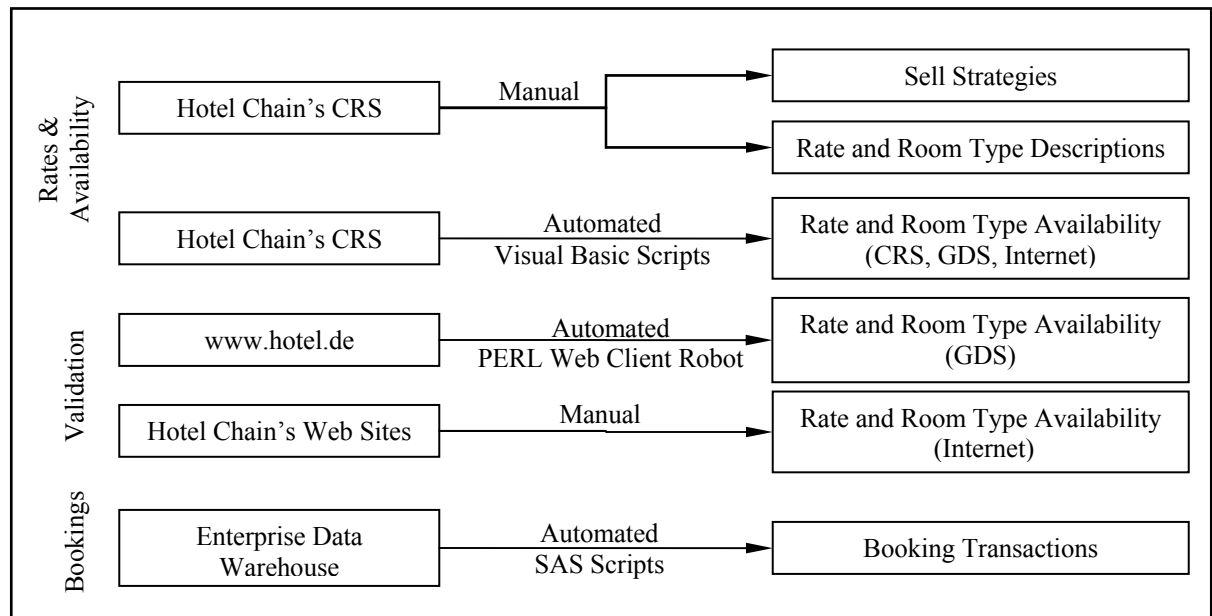 Rates &
Availability
Hotel Chain’s CRS
Manual
Sell Strategies
Rate and Room Type Descriptions
Hotel Chain’s CRS
Automated
Visual Basic Scripts
Rate and Room Type Availability
(CRS, GDS, Internet)
Validation
www.hotel.de
Automated
PERL Web Client Robot
Rate and Room Type Availability
(GDS)
Hotel Chain’s Web Sites
Manual
Rate and Room Type Availability
(Internet)
Bookings
Enterprise Data
Warehouse
Automated
SAS Scripts
Booking Transactions